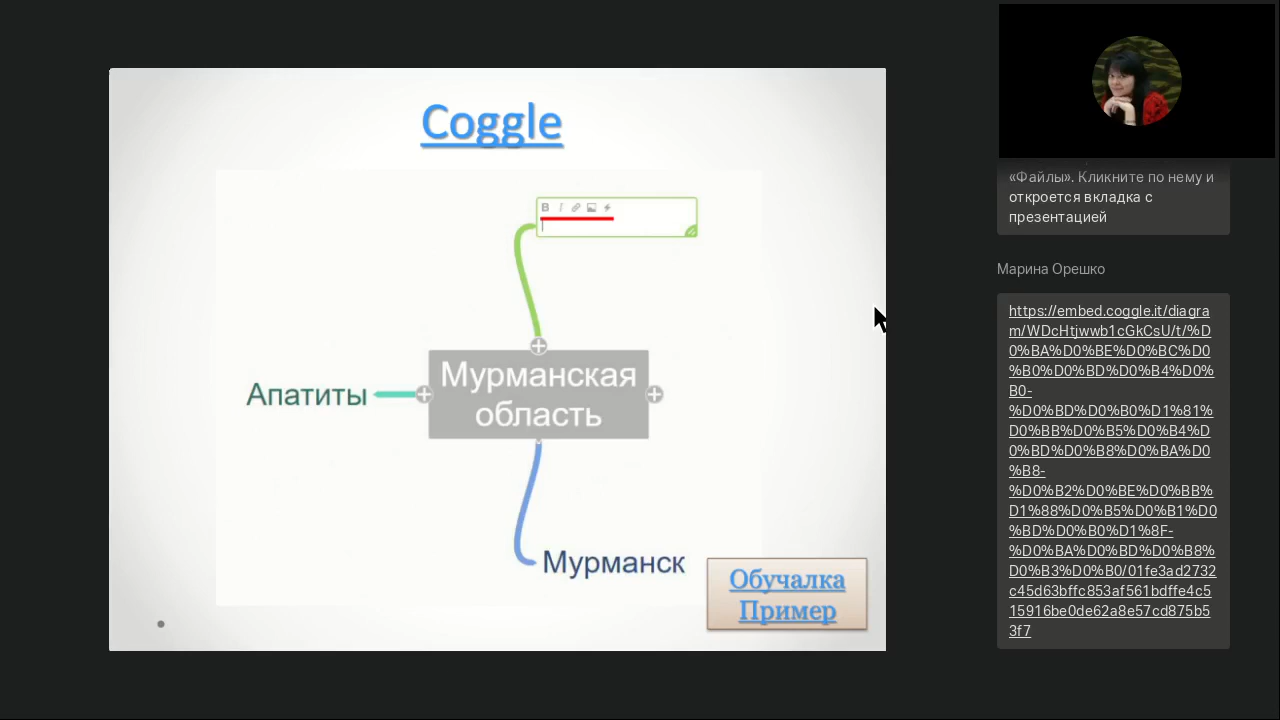 Coggle
B I
Мурманская
область
Апатиты
Мурманск
Обучалка
Пример
«Файлы». Кликните по нему и
откроется вкладка с
презентацией
Марина Орешко
https://embed.coggle.it/diagra
m/WDcHtjwwb1cGkCsU/t/%D
0%BA%D0%BE%D0%BC%D0
%B0%D0%BD%D0%B4%D0%
B0-
%D0%BD%D0%B0%D1%81%
D0%BB%D0%B5%D0%B4%D
0%BD%D0%B8%D0%BA%D0
%B8-
%D0%B2%D0%BE%D0%BB%
D1%88%D0%B5%D0%B1%D0
%BD%D0%B0%D1%8F-
%D0%BA%D0%BD%D0%B8%
D0%B3%D0%B0/01fe3ad2732
c45d63bffc853af561bdffe4c5
15916be0de62a8e57cd875b5
3f7